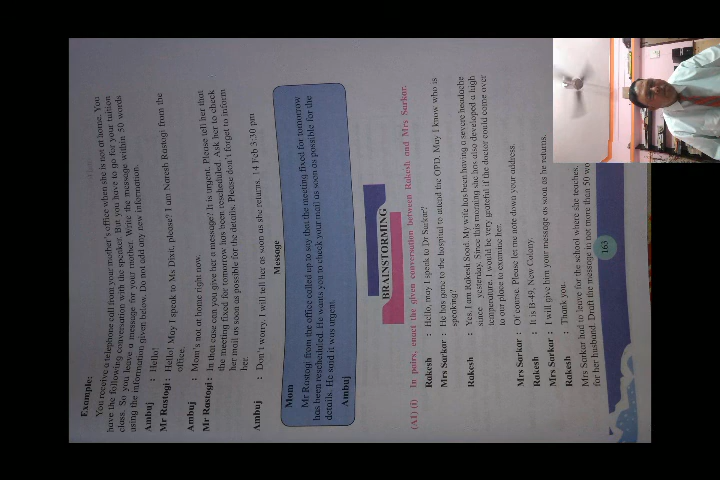 Example:
You receive a telephone call from your mother's office when she is not at home. You
have the following conversation with the speaker. But you have to go for your tuition
class. So you leave a message for your mother. Write the message within 50 words
using the information given below. Do not add any new information.
Ambuj : Hello!
Mr Rastogi : Hello! May I speak to Ms Dixit, please? I am Naresh Rastogi from the
office.
Ambuj : Mom's not at home right now.
Mr Rastogi : In that case can you give her a message? It is urgent. Please tell her that
the meeting fixed for tomorrow has been rescheduled. Ask her to check
her mail as soon as possible for the details. Please don't forget to inform
her.
Ambuj : Don't worry, I will tell her as soon as she returns. 14 Feb 3:30 pm
Message
Mom
Mr Rastogi from the office called up to say that the meeting fixed for tomorrow
has been rescheduled. He wants you to check your mail as soon as possible for the
details. He said it was urgent.
Ambuj
BRAINSTORMING
(A1) (i) In pairs, enact the given conversation between Rakesh and Mrs Sarkar.
Rakesh : Hello, may I speak to Dr Sarkar?
Mrs Sarkar : He has gone to the hospital to attend the OPD. May I know who is
speaking?
Rakesh : Yes, I am Rakesh Sood. My wife has been having a severe headache
since yesterday. Since this morning she has also developed a high
temperature. I would be very grateful if the doctor could come over
to our place to examine her.
Mrs Sarkar : Of course. Please let me note down your address.
Rakesh : It is B-49, New Colony.
Mrs Sarkar : I will give him your message as soon as he returns.
Rakesh : Thank you.
Mrs Sarkar had to leave for the school where she teaches.
for her husband. Draft the message in not more than 50 wo
163